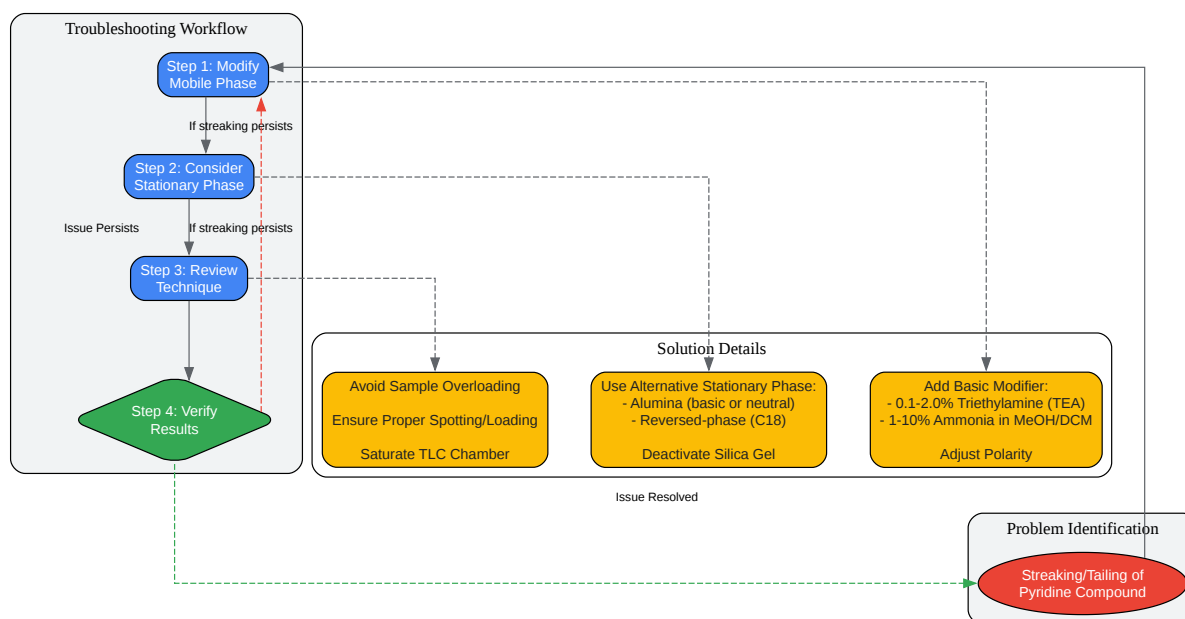 Troubleshooting Workflow
Step 1: Modify
Mobile Phase
If streaking persists
Step 2: Consider
Stationary Phase
Issue Persists
If streaking persists
Step 3: Review
Technique
Step 4: Verify
Results
Solution Details
Avoid Sample Overloading
Ensure Proper Spotting/Loading
Saturate TLC Chamber
Use Alternative Stationary Phase:
- Alumina (basic or neutral)
- Reversed-phase (C18)
Deactivate Silica Gel
Add Basic Modifier:
- 0.1-2.0% Triethylamine (TEA)
- 1-10% Ammonia in MeOH/DCM
Adjust Polarity
Issue Resolved
Problem Identification
Streaking/Tailing of
Pyridine Compound